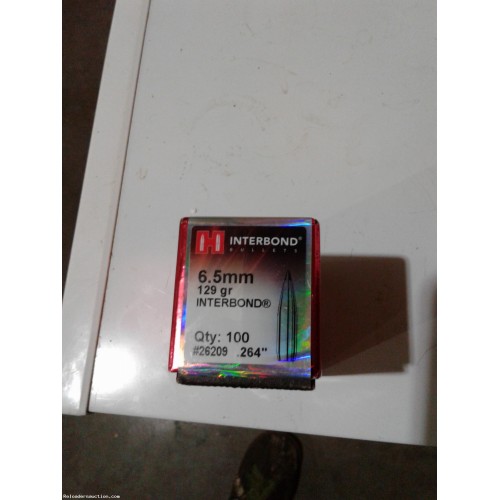 H INTERBOND®
BULLETS
6.5mm
129 gr
INTERBOND®
Qty: 100
#26209 .264"
Reloadersauction.com